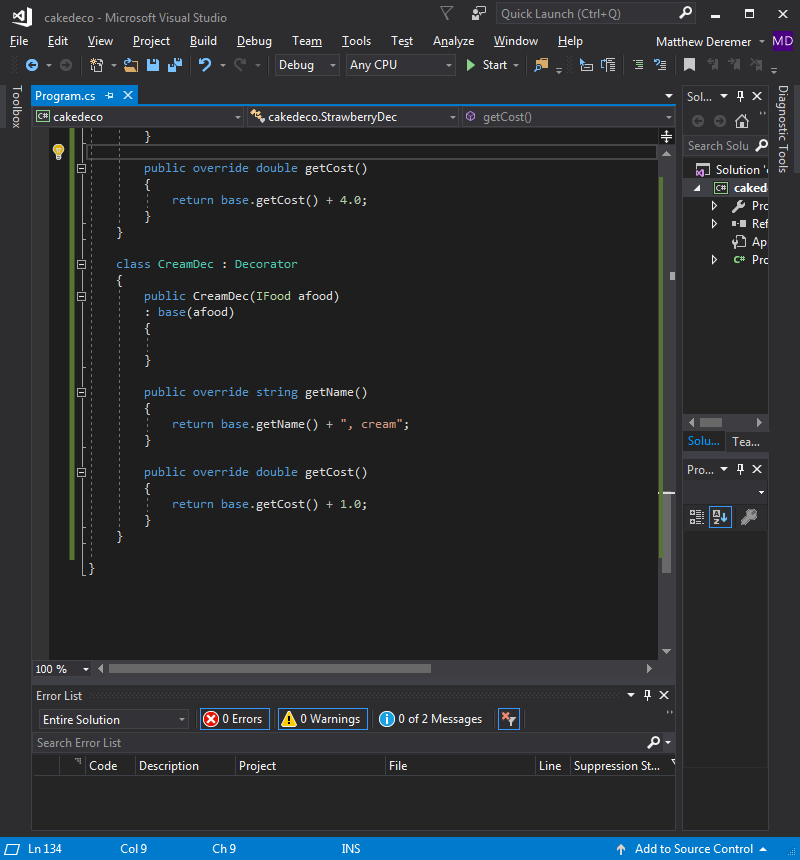 cakedeco - Microsoft Visual Studio
Quick Launch (Ctrl+Q)
File Edit View Project Build Debug Team Tools Test Analyze Window Help Matthew Deremer MD
Debug Any CPU Start
Toolbox
Program.cs
cakedeco cakedeco.StrawberryDec getCost()
}
public override double getCost()
{
return base.getCost() + 4.0;
}
}
class CreamDec : Decorator
{
public CreamDec(IFood afood)
: base(afood)
{
}
public override string getName()
{
return base.getName() + ", cream";
}
public override double getCost()
{
return base.getCost() + 1.0;
}
}
}
100 %
Sol...
Search Solu
Solution '
C# caked
Pro
Ref
Ap
C# Pro
Solu... Tea...
Pro...
Diagnostic Tools
Error List
Entire Solution 0 Errors 0 Warnings 0 of 2 Messages
Search Error List
Code Description Project File Line Suppression St...
Ln 134 Col 9 Ch 9 INS Add to Source Control